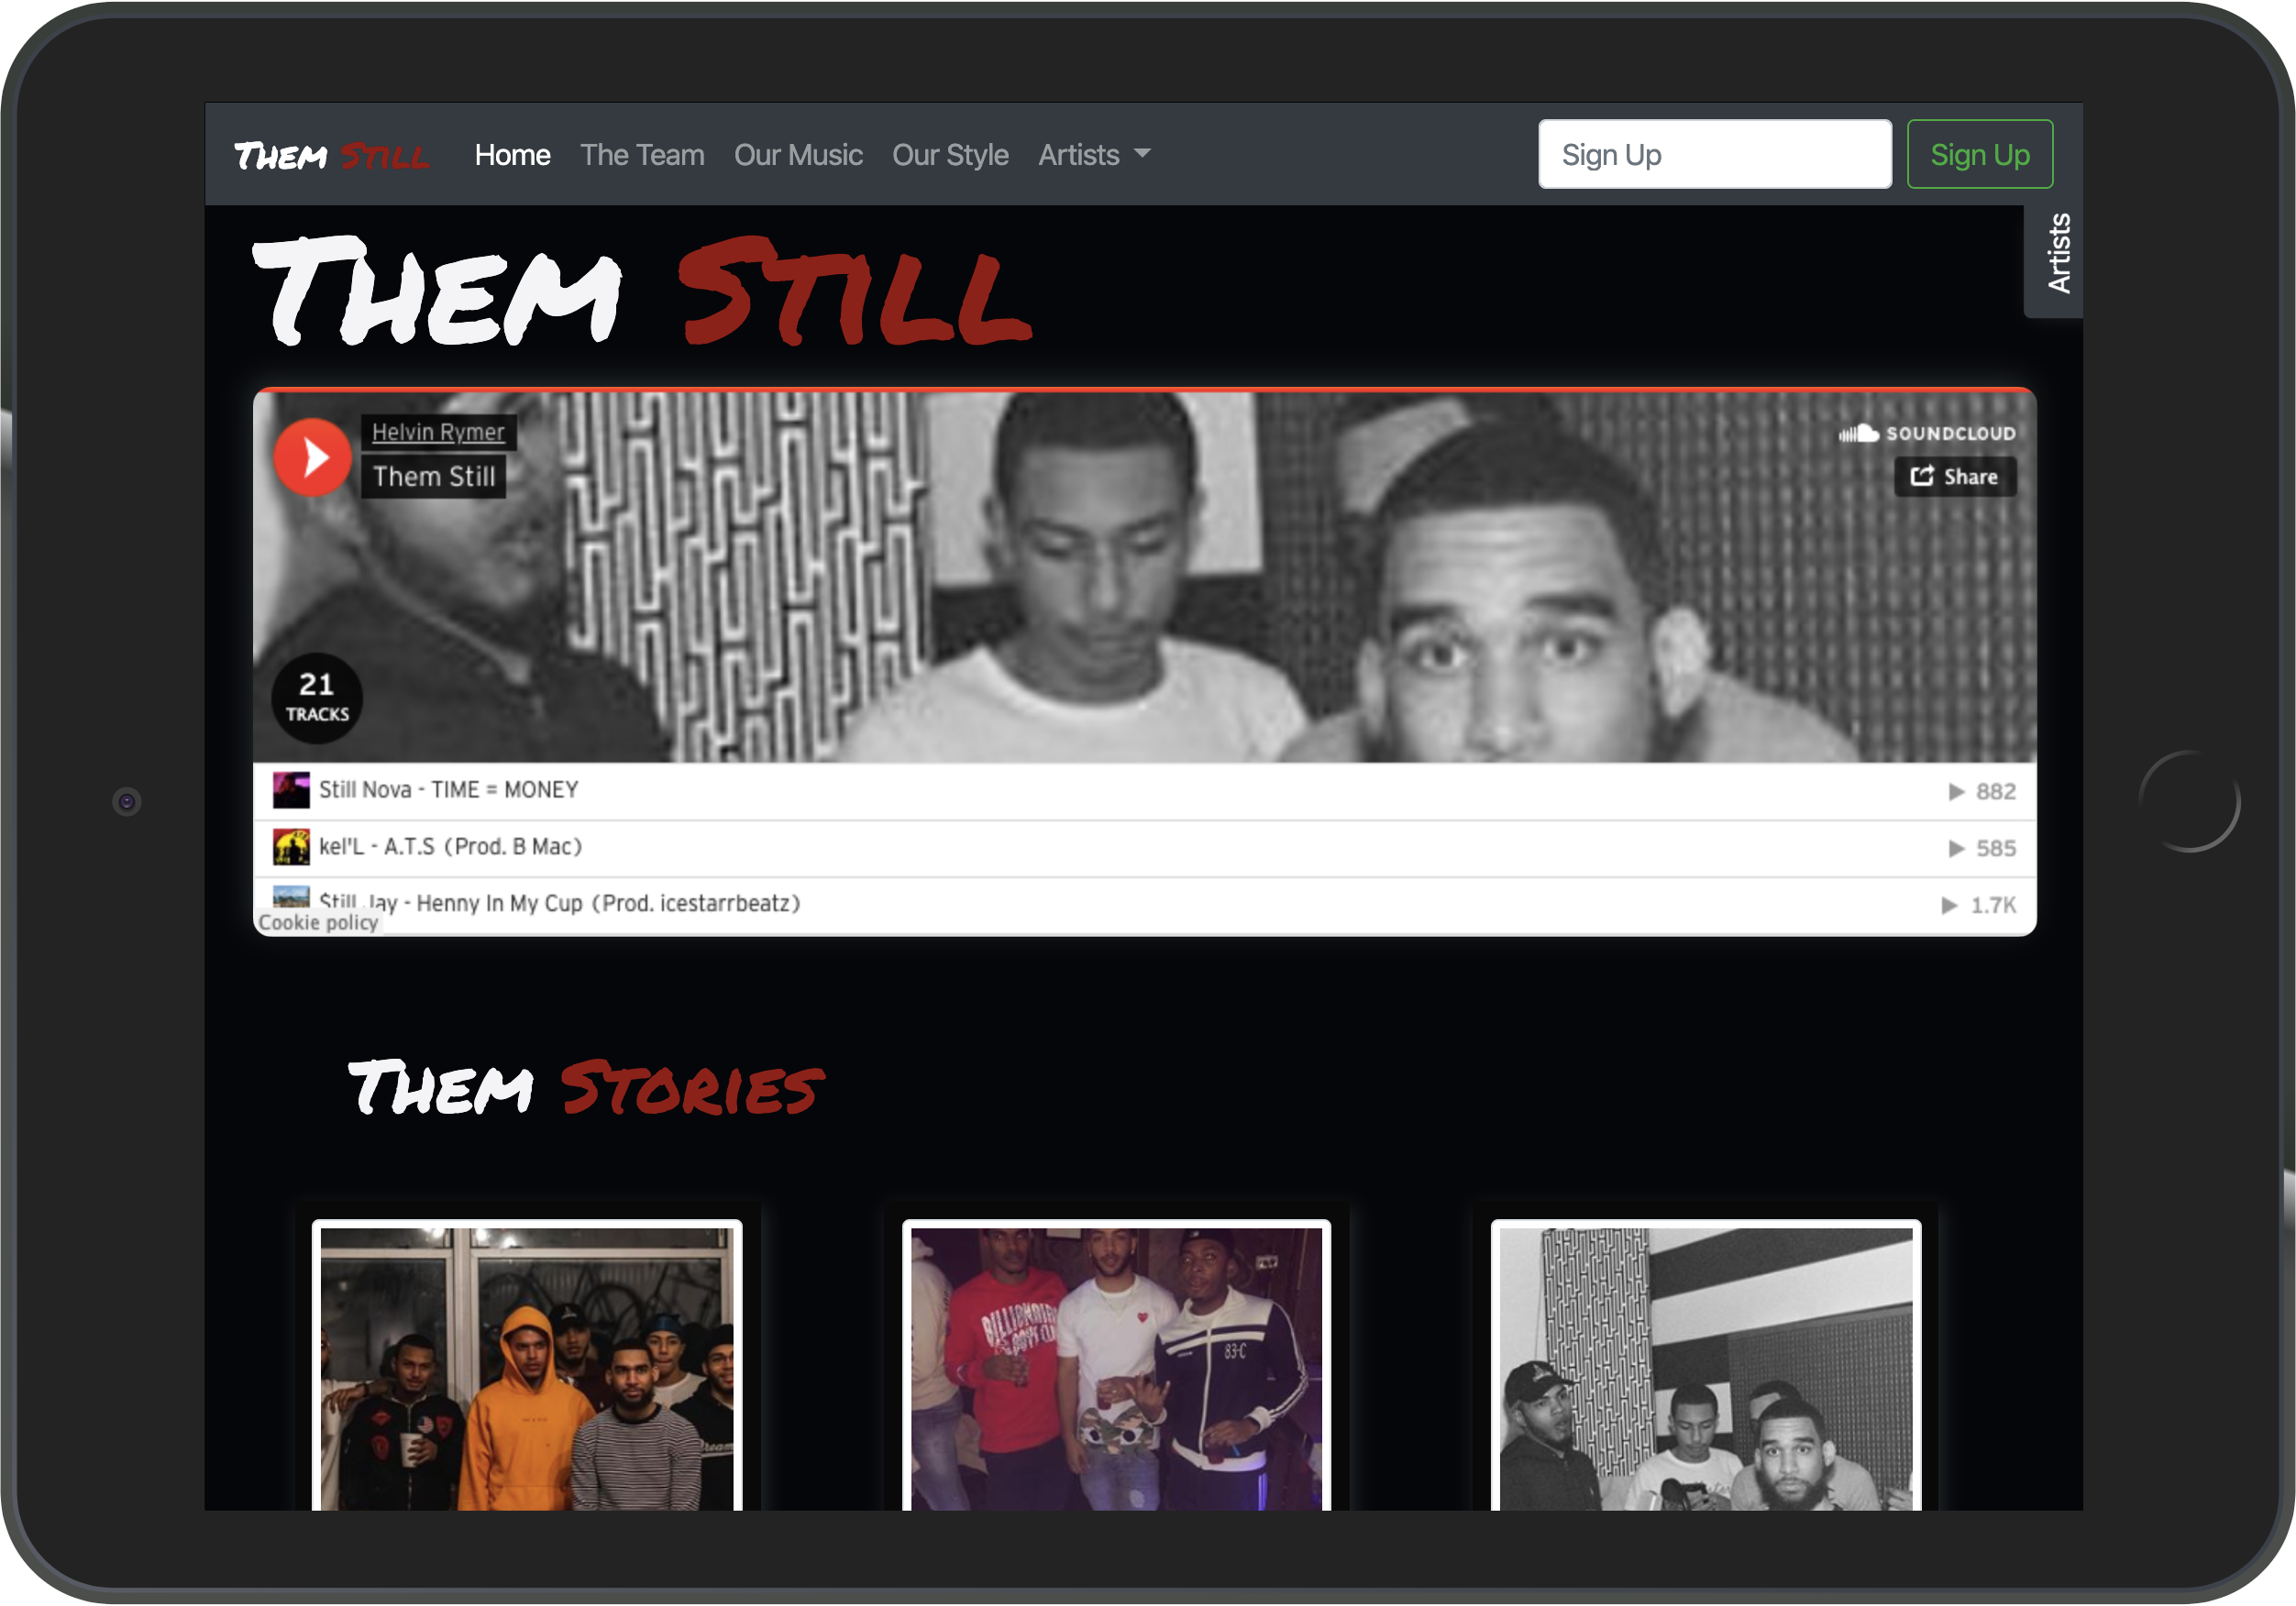 Them Still Home The Team Our Music Our Style Artists Sign Up Sign Up
Artists
Them Still
Helvin Rymer
Them Still
SOUNDCLOUD
Share
21
TRACKS
Still Nova - TIME = MONEY 882
kel'L - A.T.S (Prod. B Mac) 585
$till Jay - Henny In My Cup (Prod. icestarrbeatz) 1.7K
Cookie policy
Them Stories
83-C